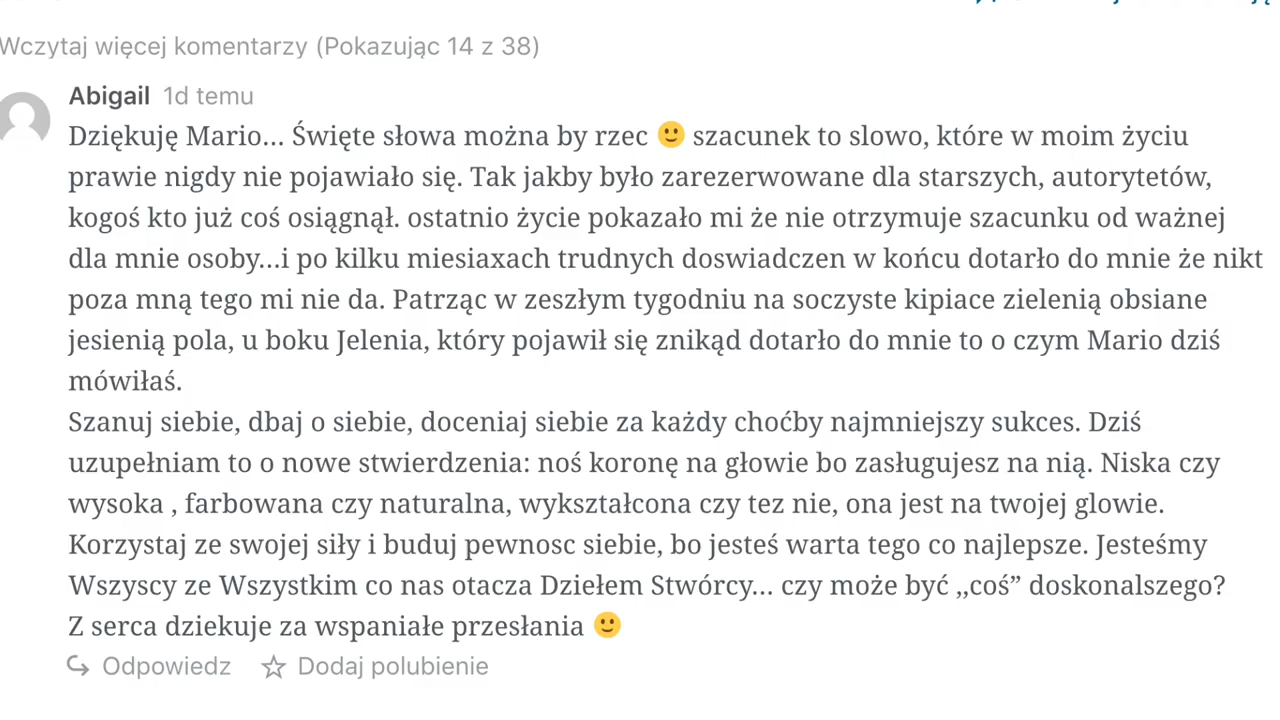 Wczytaj więcej komentarzy (Pokazując 14 z 38)
Abigail 1d temu
Dziękuję Mario... Święte słowa można by rzec 🙂 szacunek to slowo, które w moim życiu
prawie nigdy nie pojawiało się. Tak jakby było zarezerwowane dla starszych, autorytetów,
kogoś kto już coś osiągnął. ostatnio życie pokazało mi że nie otrzymuje szacunku od ważnej
dla mnie osoby...i po kilku miesiaxach trudnych doswiadczen w końcu dotarło do mnie że nikt
poza mną tego mi nie da. Patrząc w zeszłym tygodniu na soczyste kipiace zielenią obsiane
jesienią pola, u boku Jelenia, który pojawił się znikąd dotarło do mnie to o czym Mario dziś
mówiłaś.
Szanuj siebie, dbaj o siebie, doceniaj siebie za każdy choćby najmniejszy sukces. Dziś
uzupełniam to o nowe stwierdzenia: noś koronę na głowie bo zasługujesz na nią. Niska czy
wysoka , farbowana czy naturalna, wykształcona czy tez nie, ona jest na twojej glowie.
Korzystaj ze swojej siły i buduj pewnosc siebie, bo jesteś warta tego co najlepsze. Jesteśmy
Wszyscy ze Wszystkim co nas otacza Dziełem Stwórcy... czy może być ,,coś” doskonalszego?
Z serca dziekuje za wspaniałe przesłania 🙂
Odpowiedz Dodaj polubienie